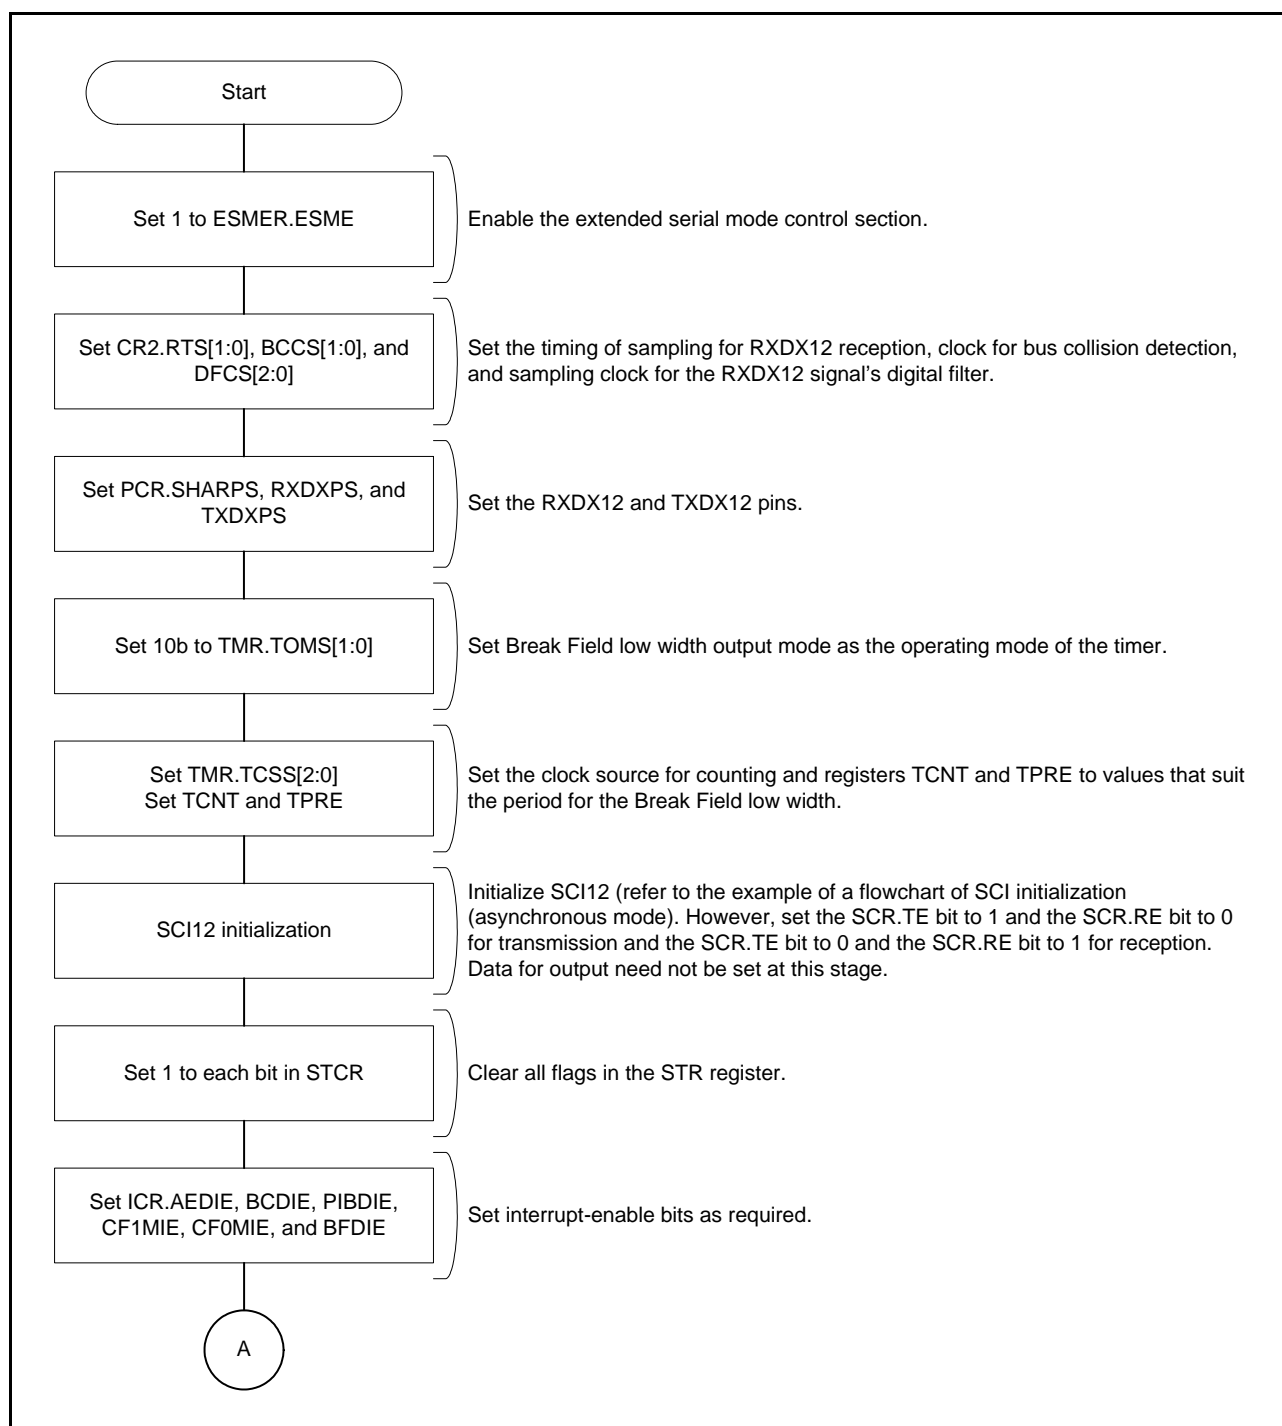 Start
Set 1 to ESMER.ESME
Enable the extended serial mode control section.
Set CR2.RTS[1:0], BCCS[1:0], and
DFCS[2:0]
Set the timing of sampling for RXDX12 reception, clock for bus collision detection,
and sampling clock for the RXDX12 signal’s digital filter.
Set PCR.SHARPS, RXDXPS, and
TXDXPS
Set the RXDX12 and TXDX12 pins.
Set 10b to TMR.TOMS[1:0]
Set Break Field low width output mode as the operating mode of the timer.
Set TMR.TCSS[2:0]
Set TCNT and TPRE
Set the clock source for counting and registers TCNT and TPRE to values that suit
the period for the Break Field low width.
SCI12 initialization
Initialize SCI12 (refer to the example of a flowchart of SCI initialization
(asynchronous mode). However, set the SCR.TE bit to 1 and the SCR.RE bit to 0
for transmission and the SCR.TE bit to 0 and the SCR.RE bit to 1 for reception.
Data for output need not be set at this stage.
Set 1 to each bit in STCR
Clear all flags in the STR register.
Set ICR.AEDIE, BCDIE, PIBDIE,
CF1MIE, CF0MIE, and BFDIE
Set interrupt-enable bits as required.
A